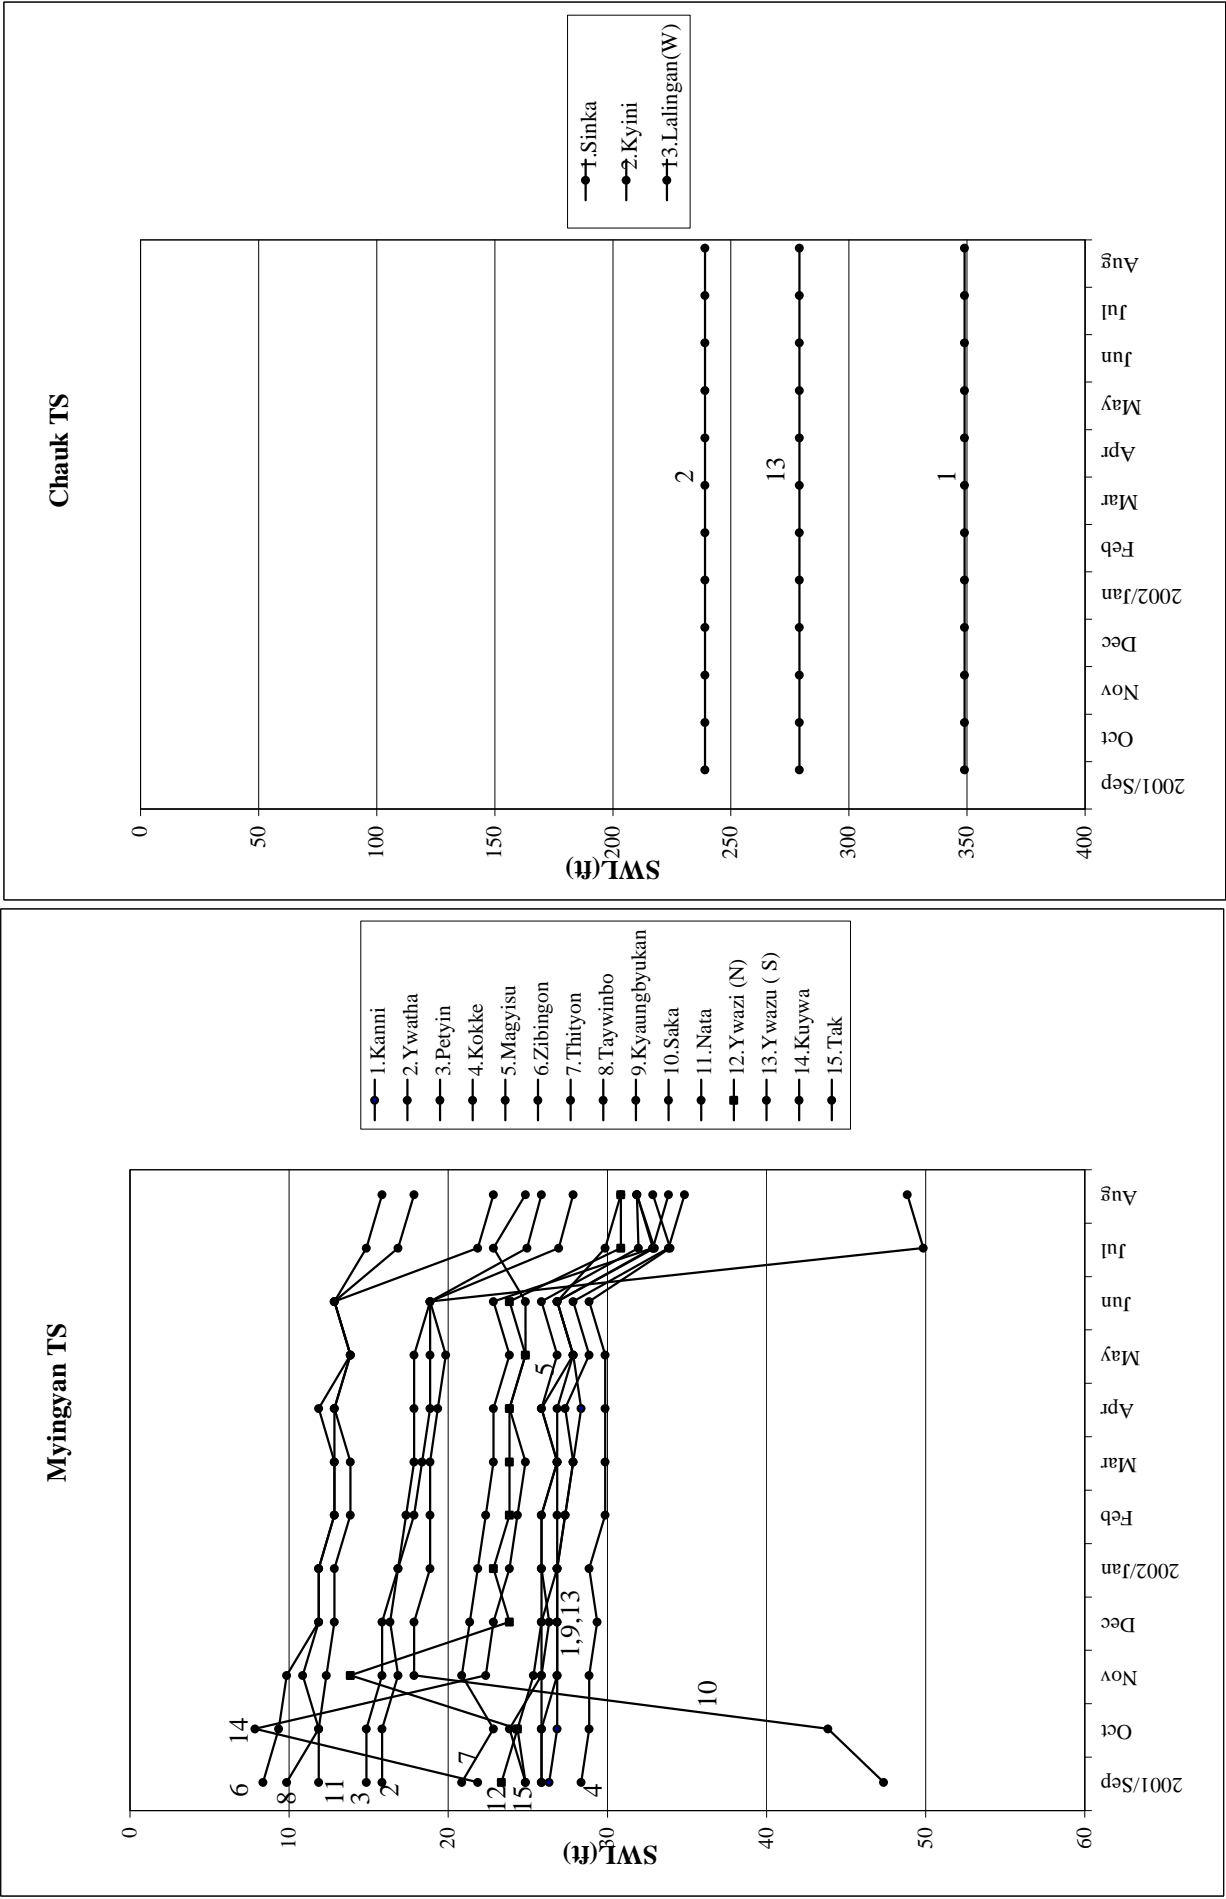 Myingyan TS
0
10
20
30
40
50
60
SWL(ft)
2001/Sep
Oct
Nov
Dec
2002/Jan
Feb
Mar
Apr
May
Jun
Jul
Aug
6
8
14
11
3
2
7
12
15
4
10
1,9,13
5
1.Kanni
2.Ywatha
3.Petyin
4.Kokke
5.Magyisu
6.Zibingon
7.Thityon
8.Taywinbo
9.Kyaungbyukan
10.Saka
11.Nata
12.Ywazi (N)
13.Ywazu ( S)
14.Kuywa
15.Tak
Chauk TS
0
50
100
150
200
250
300
350
400
SWL(ft)
2001/Sep
Oct
Nov
Dec
2002/Jan
Feb
Mar
Apr
May
Jun
Jul
Aug
2
13
1
1.Sinka
2.Kyini
13.Lalingan(W)